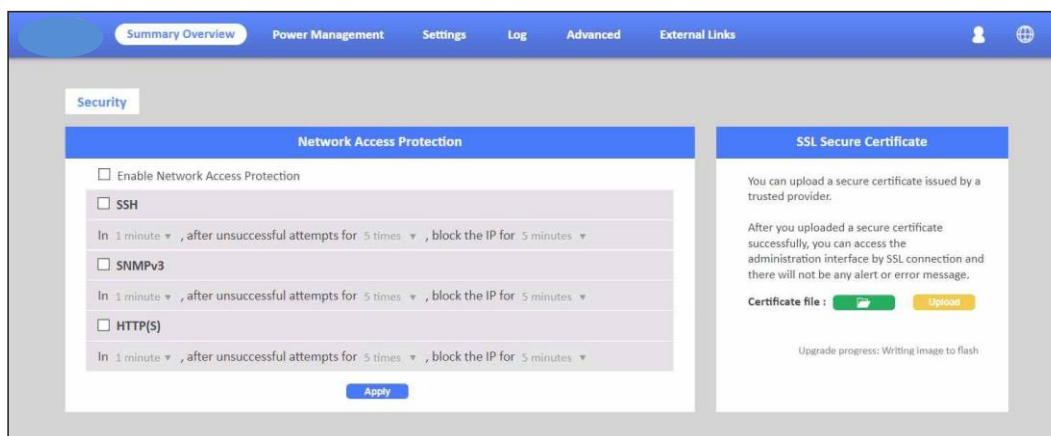 Summary Overview Power Management Settings Log Advanced External Links
Security
Network Access Protection
Enable Network Access Protection
SSH
In 1 minute , after unsuccessful attempts for 5 times , block the IP for 5 minutes
SNMPv3
In 1 minute , after unsuccessful attempts for 5 times , block the IP for 5 minutes
HTTP(S)
In 1 minute , after unsuccessful attempts for 5 times , block the IP for 5 minutes
Apply
SSL Secure Certificate
You can upload a secure certificate issued by a
trusted provider.
After you uploaded a secure certificate
successfully, you can access the
administration interface by SSL connection and
there will not be any alert or error message.
Certificate file : Upload
Upgrade progress: Writing image to flash